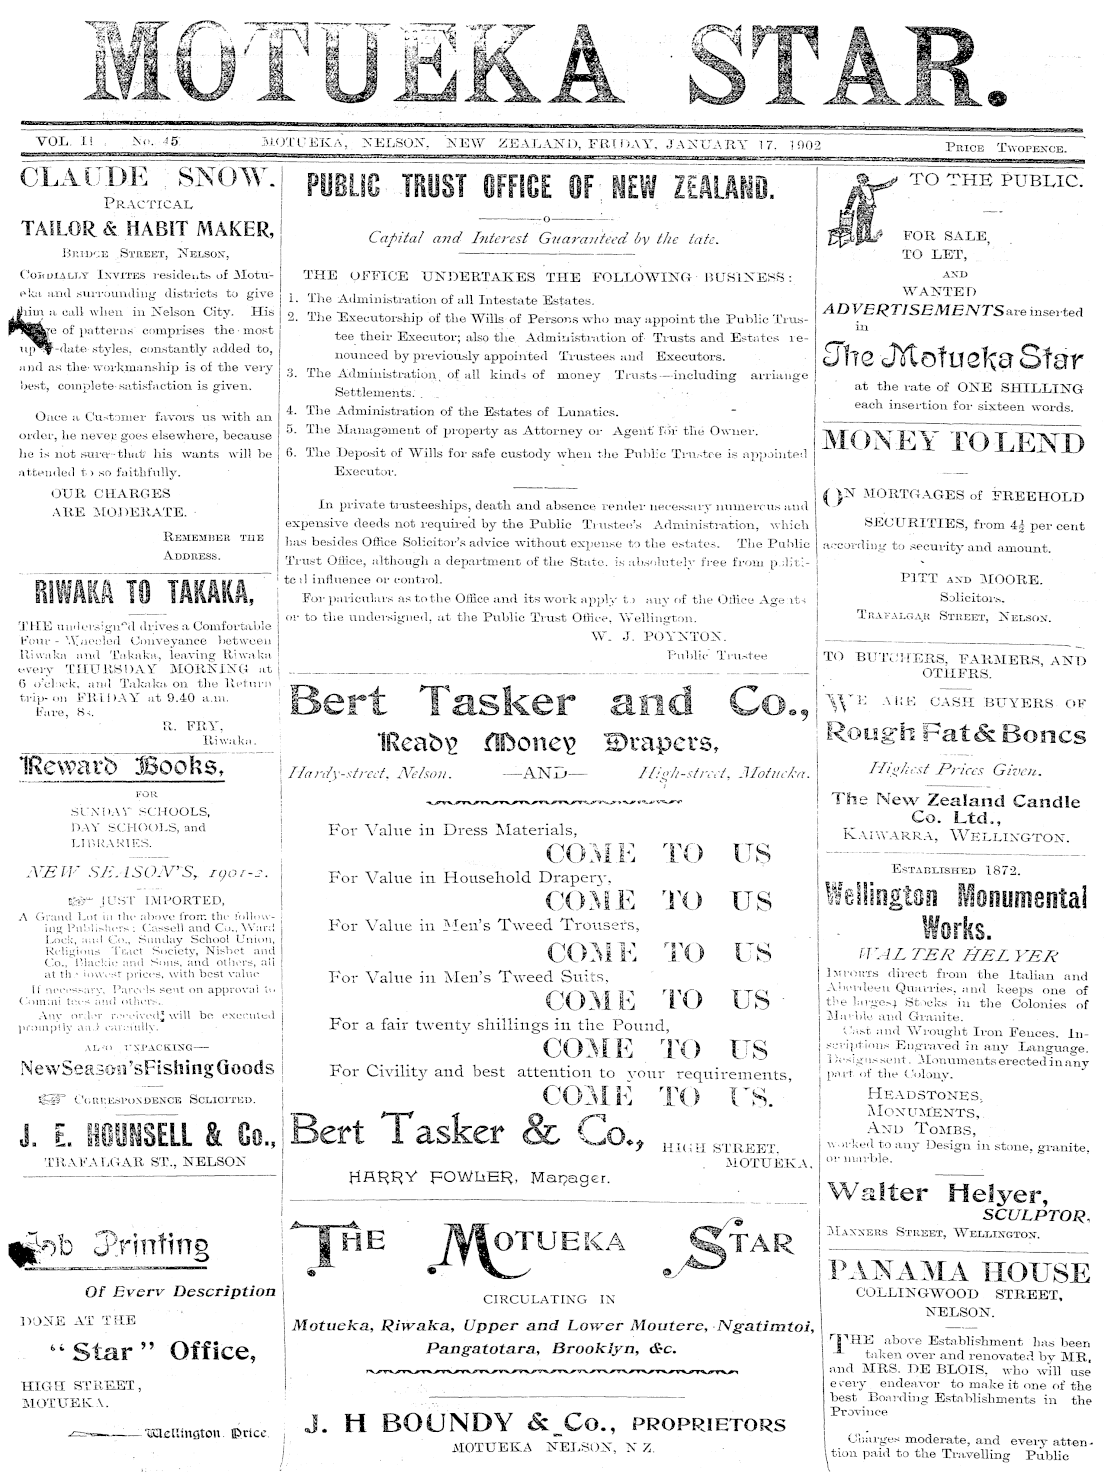 MOTUEKA STAR.
VOL. II. No. 45
MOTUEKA, NELSON, NEW ZEALAND, FRIDAY, JANUARY 17, 1902
PRICE TWOPENCE.
CLAUDE SNOW.
PRACTICAL
TAILOR & HABIT MAKER,
BRIDGE STREET, NELSON,
CORDIALLY INVITES residents of Motu-
eka and surrounding districts to give
him a call when in Nelson City. His
of patterns comprises the most
up-to-date styles, constantly added to,
and as the workmanship is of the very
best, complete satisfaction is given.
Once a Customer favors us with an
order, he never goes elsewhere, because
he is not sure that his wants will be
attended to so faithfully.
OUR CHARGES
ARE MODERATE.
REMEMBER THE
ADDRESS.
RIWAKA TO TAKAKA,
THE undersign'd drives a Comfortable
Four-Wheeled Conveyance between
Riwaka and Takaka, leaving Riwaka
every THURSDAY MORNING at
6 o'clock, and Takaka on the Return
trip on FRIDAY at 9.40 a.m.
Fare, 8s.
R. FRY,
Riwaka.
Reward Books,
FOR
SUNDAY SCHOOLS,
DAY SCHOOLS, and
LIBRARIES.
NEW SEASON'S, 1901-2.
JUST IMPORTED,
A Grand Lot in the above from the follow-
ing Publishers: Cassell and Co., Ward
Lock, and Co., Sunday School Union,
Religious Tract Society, Nisbet and
Co., Blackie and Sons, and others, all
at the lowest prices, with best value
If necessary, Parcels sent on approval to
Committees and others.
Any order received will be executed
promptly and carefully.
ALSO UNPACKING—
New Season's Fishing Goods
CORRESPONDENCE SOLICITED.
J. E. HOUNSELL & Co.,
TRAFALGAR ST., NELSON
Job Printing
Of Every Description
DONE AT THE
"Star" Office,
HIGH STREET,
MOTUEKA.
Wellington Price
PUBLIC TRUST OFFICE OF NEW ZEALAND.
o
Capital and Interest Guaranteed by the tate.
THE OFFICE UNDERTAKES THE FOLLOWING BUSINESS:
1. The Administration of all Intestate Estates.
2. The Executorship of the Wills of Persons who may appoint the Public Trus-
tee their Executor; also the Administration of Trusts and Estates re-
nounced by previously appointed Trustees and Executors.
3. The Administration of all kinds of money Trusts—including arriange
Settlements.
4. The Administration of the Estates of Lunatics.
5. The Management of property as Attorney or Agent for the Owner.
6. The Deposit of Wills for safe custody when the Public Trustee is appointed
Executor.
In private trusteeships, death and absence render necessary numerous and
expensive deeds not required by the Public Trustee's Administration, which
has besides Office Solicitor's advice without expense to the estates. The Public
Trust Office, although a department of the State, is absolutely free from politi-
tcal influence or control.
For pariculars as to the Office and its work apply to any of the Office Agents
or to the undersigned, at the Public Trust Office, Wellington.
W. J. POYNTON.
Public Trustee
Bert Tasker and Co.,
Ready Money Drapers,
Hardy-street, Nelson. —AND— High-street, Motueka.
For Value in Dress Materials,
COME TO US
For Value in Household Drapery,
COME TO US
For Value in Men's Tweed Trousers,
COME TO US
For Value in Men's Tweed Suits,
COME TO US
For a fair twenty shillings in the Pound,
COME TO US
For Civility and best attention to your requirements,
COME TO US.
Bert Tasker & Co., HIGH STREET.
MOTUEKA.
HARRY FOWLER, Manager.
THE MOTUEKA STAR
CIRCULATING IN
Motueka, Riwaka, Upper and Lower Moutere, Ngatimtoi,
Pangatotara, Brooklyn, &c.
J. H BOUNDY & Co., PROPRIETORS
MOTUEKA NELSON, N Z.
TO THE PUBLIC.
FOR SALE,
TO LET,
AND
WANTED
ADVERTISEMENTS are inserted
in
The Motueka Star
at the rate of ONE SHILLING
each insertion for sixteen words.
MONEY TO LEND
ON MORTGAGES of FREEHOLD
SECURITIES, from 4½ per cent
according to security and amount.
PITT AND MOORE.
Solicitors,
TRAFALGAR STREET, NELSON.
TO BUTCHERS, FARMERS, AND
OTHERS.
WE ARE CASH BUYERS OF
Rough Fat & Bones
Highest Prices Given.
The New Zealand Candle
Co. Ltd.,
KAIWARRA, WELLINGTON.
ESTABLISHED 1872.
Wellington Monumental
Works.
WALTER HELYER
IMPORTS direct from the Italian and
Aberdeen Quarries, and keeps one of
the largest Stocks in the Colonies of
Marble and Granite.
Cast and Wrought Iron Fences. In-
scriptions Engraved in any Language.
Designs sent. Monuments erected in any
part of the Colony.
HEADSTONES,
MONUMENTS,
AND TOMBS,
worked to any Design in stone, granite,
or marble.
Walter Helyer,
SCULPTOR,
MANNERS STREET, WELLINGTON.
PANAMA HOUSE
COLLINGWOOD STREET,
NELSON.
THE above Establishment has been
taken over and renovated by MR,
and MRS. DE BLOIS, who will use
every endeavor to make it one of the
best Boarding Establishments in the
Province
Charges moderate, and every atten-
tion paid to the Travelling Public